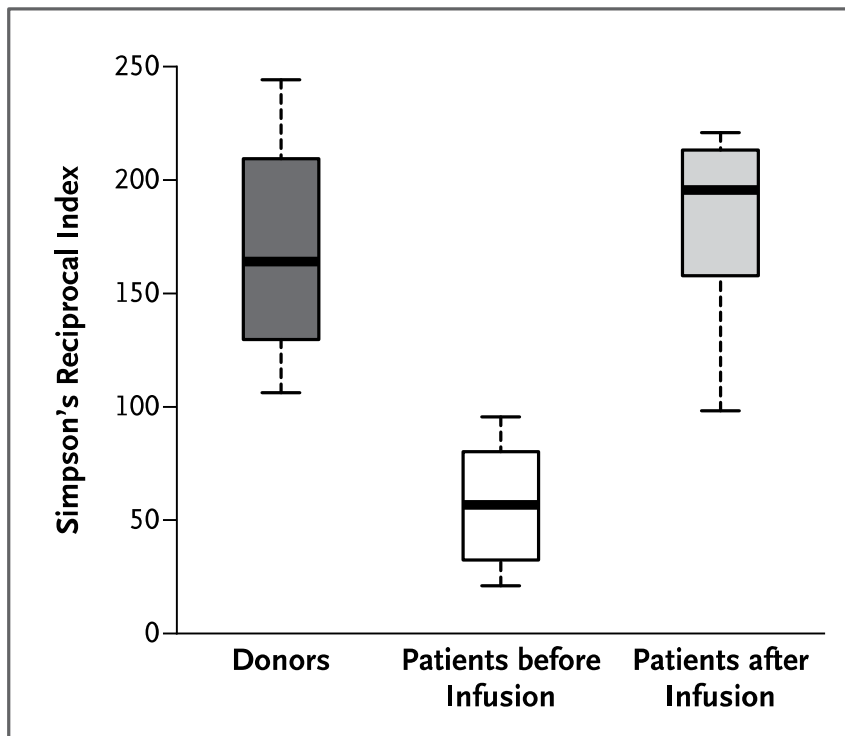 Simpson's Reciprocal Index
250
200
150
100
50
0
Donors
Patients before
Infusion
Patients after
Infusion